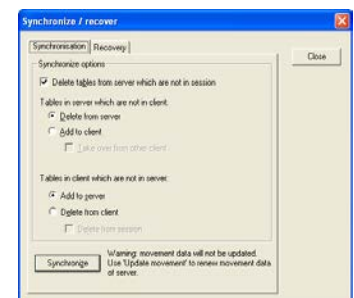 Synchronize / recover
Synchronisation
Recovery
Close
Synchronize options
Delete tables from server which are not in session
Tables in server which are not in client:
Delete from server
Add to client
Take over from other client
Tables in client which are not in server:
Add to server
Delete from client
Delete from session
Synchronize
Warning: movement data will not be updated.
Use 'Update movement' to renew movement data
of server.